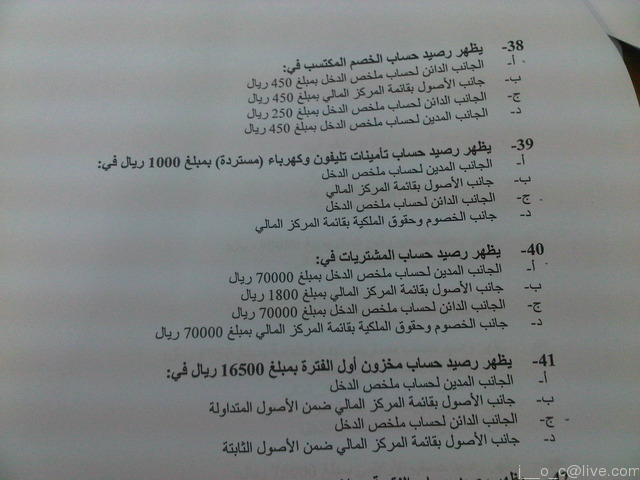 38- يظهر رصيد حساب الخصم المكتسب في:
أ- الجانب الدائن لحساب ملخص الدخل بمبلغ 450 ريال
ب- جانب الأصول بقائمة المركز المالي بمبلغ 450 ريال
ج- الجانب الدائن لحساب ملخص الدخل بمبلغ 250 ريال
د- الجانب المدين لحساب ملخص الدخل بمبلغ 450 ريال
39- يظهر رصيد حساب تأمينات تليفون وكهرباء (مستردة) بمبلغ 1000 ريال في:
أ- الجانب المدين لحساب ملخص الدخل
ب- جانب الأصول بقائمة المركز المالي
ج- الجانب الدائن لحساب ملخص الدخل
د- جانب الخصوم وحقوق الملكية بقائمة المركز المالي
40- يظهر رصيد حساب المشتريات في:
أ- الجانب المدين لحساب ملخص الدخل بمبلغ 70000 ريال
ب- جانب الأصول بقائمة المركز المالي بمبلغ 1800 ريال
ج- الجانب الدائن لحساب ملخص الدخل بمبلغ 70000 ريال
د- جانب الخصوم وحقوق الملكية بقائمة المركز المالي بمبلغ 70000 ريال
41- يظهر رصيد حساب مخزون أول الفترة بمبلغ 16500 ريال في:
أ- الجانب المدين لحساب ملخص الدخل
ب- جانب الأصول بقائمة المركز المالي ضمن الأصول المتداولة
ج- الجانب الدائن لحساب ملخص الدخل
د- جانب الأصول بقائمة المركز المالي ضمن الأصول الثابتة